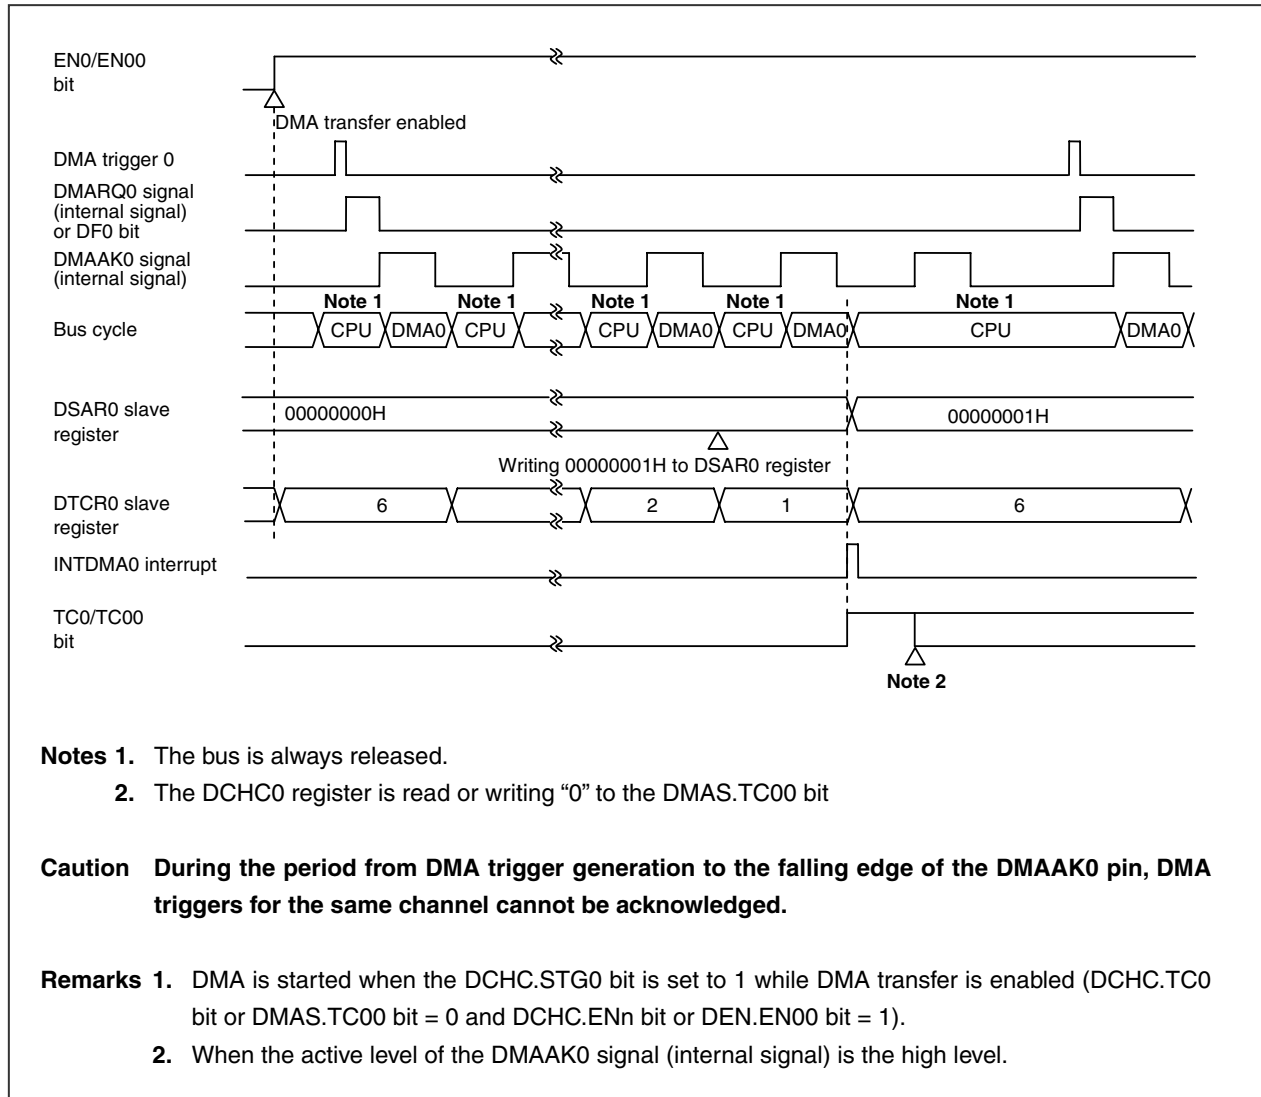 EN0/EN00
bit
DMA transfer enabled
DMA trigger 0
DMARQ0 signal
(internal signal)
or DF0 bit
DMAAK0 signal
(internal signal)
Note 1 Note 1 Note 1 Note 1 Note 1
Bus cycle CPU DMA0 CPU CPU DMA0 CPU DMA0 CPU DMA0
DSAR0 slave
register
00000000H 00000001H
Writing 00000001H to DSAR0 register
DTCR0 slave
register
6 2 1 6
INTDMA0 interrupt
TC0/TC00
bit
Note 2
Notes 1. The bus is always released.
2. The DCHC0 register is read or writing “0” to the DMAS.TC00 bit
Caution During the period from DMA trigger generation to the falling edge of the DMAAK0 pin, DMA
triggers for the same channel cannot be acknowledged.
Remarks 1. DMA is started when the DCHC.STG0 bit is set to 1 while DMA transfer is enabled (DCHC.TC0
bit or DMAS.TC00 bit = 0 and DCHC.ENn bit or DEN.EN00 bit = 1).
2. When the active level of the DMAAK0 signal (internal signal) is the high level.